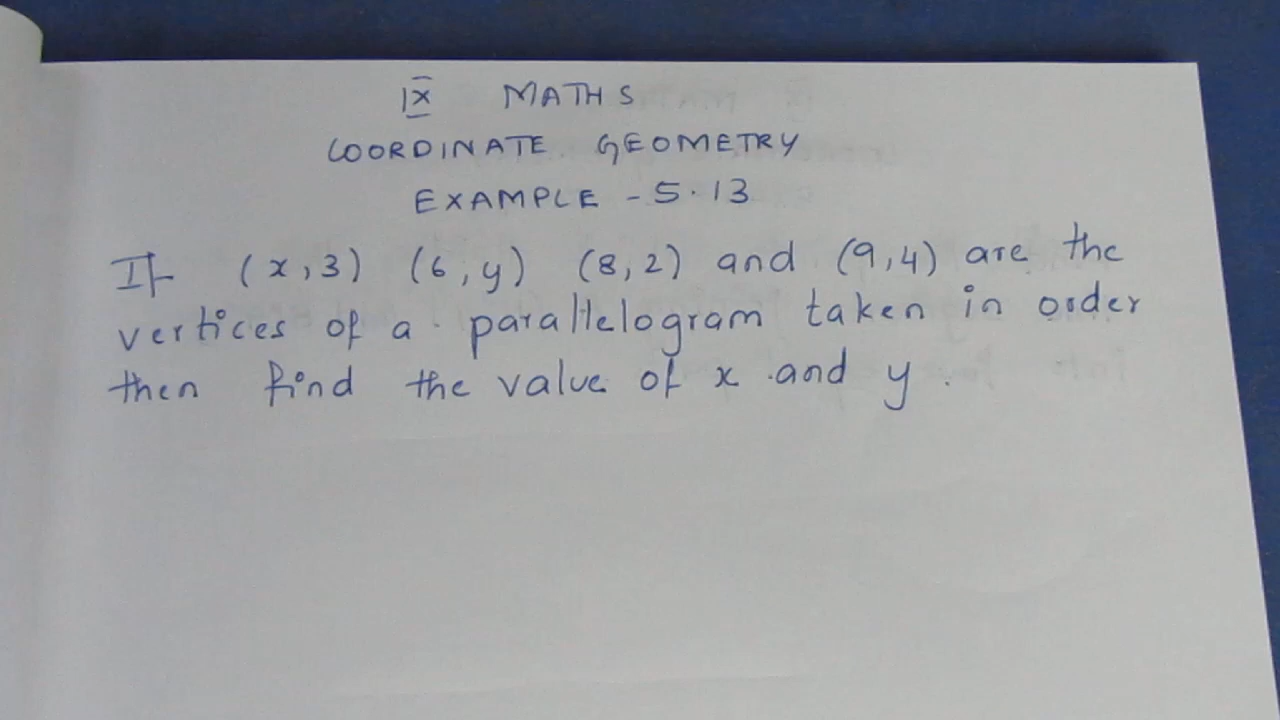 IX MATHS
COORDINATE GEOMETRY
EXAMPLE - 5.13
If (x,3) (6,y) (8,2) and (9,4) are the
vertices of a parallelogram taken in order
then find the value of x and y.